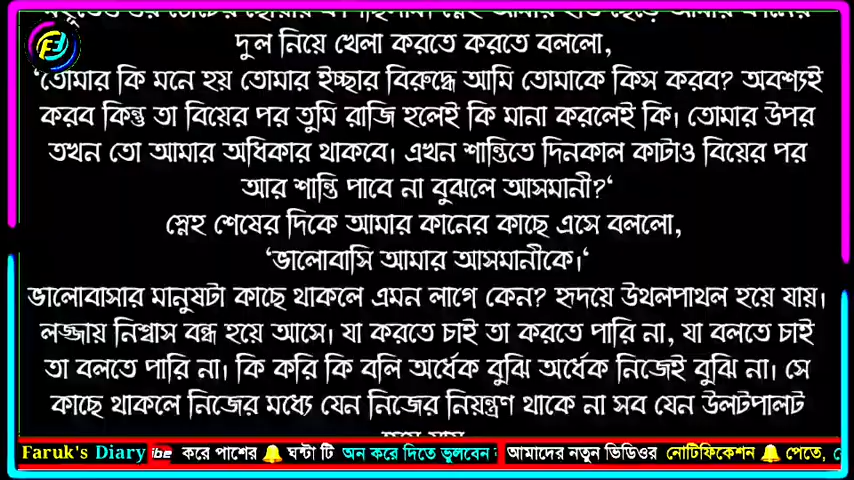 দুল নিয়ে খেলা করতে করতে বললো,
‘তোমার কি মনে হয় তোমার ইচ্ছার বিরুদ্ধে আমি তোমাকে কিস করব? অবশ্যই
করব কিন্তু তা বিয়ের পর তুমি রাজি হলেই কি মানা করলেই কি। তোমার উপর
তখন তো আমার অধিকার থাকবে। এখন শান্তিতে দিনকাল কাটাও বিয়ের পর
আর শান্তি পাবে না বুঝলে আসমানী?‘
স্নেহ শেষের দিকে আমার কানের কাছে এসে বললো,
‘ভালোবাসি আমার আসমানীকে।‘
ভালোবাসার মানুষটা কাছে থাকলে এমন লাগে কেন? হৃদয়ে উথলপাথল হয়ে যায়।
লজ্জায় নিশ্বাস বন্ধ হয়ে আসে। যা করতে চাই তা করতে পারি না, যা বলতে চাই
তা বলতে পারি না। কি করি কি বলি অর্ধেক বুঝি অর্ধেক নিজেই বুঝি না। সে
কাছে থাকলে নিজের মধ্যে যেন নিজের নিয়ন্ত্রণ থাকে না সব যেন উলটপালট
Faruk's Diary ibe করে পাশের 🔔 ঘন্টা টি অন করে দিতে ভুলবেন আমাদের নতুন ভিডিওর নোটিফিকেশন 🔔 পেতে,